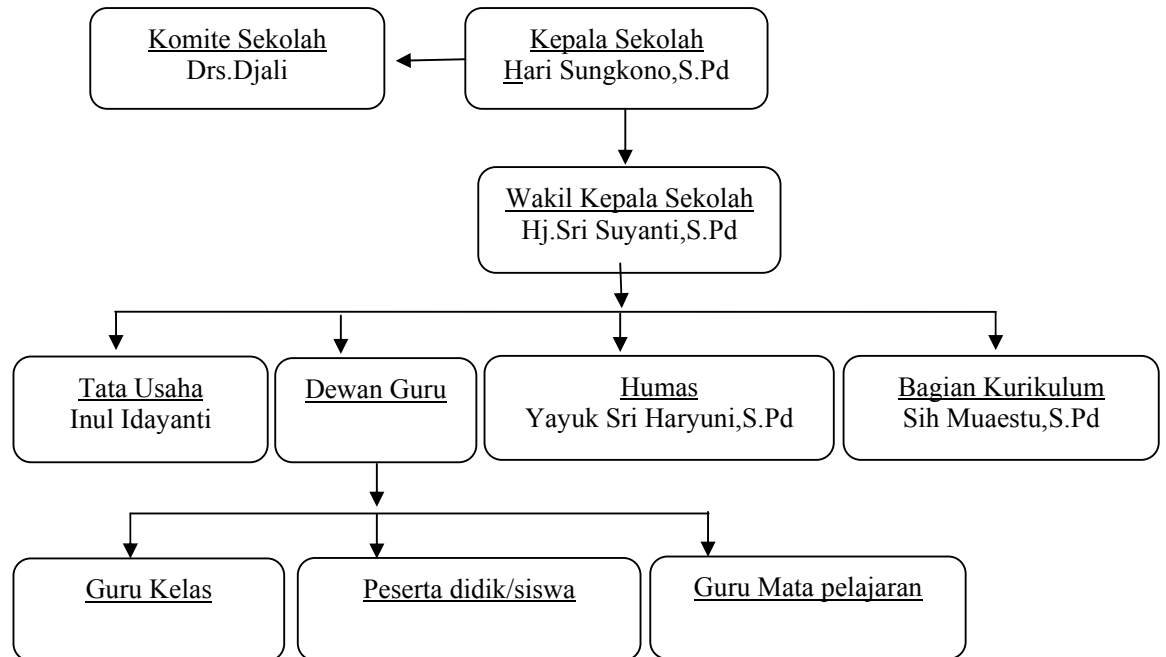 Komite Sekolah
Drs.Djali
Kepala Sekolah
Hari Sungkono,S.Pd
Wakil Kepala Sekolah
Hj.Sri Suyanti,S.Pd
Tata Usaha
Inul Idayanti
Dewan Guru
Humas
Yayuk Sri Haryuni,S.Pd
Bagian Kurikulum
Sih Muaestu,S.Pd
Guru Kelas
Peserta didik/siswa
Guru Mata pelajaran